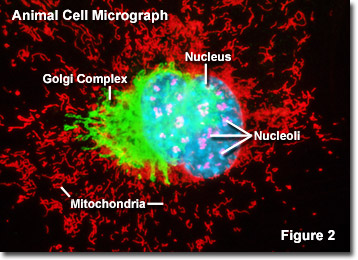 Animal Cell Micrograph
Nucleus
Golgi Complex
Nucleoli
Mitochondria
Figure 2